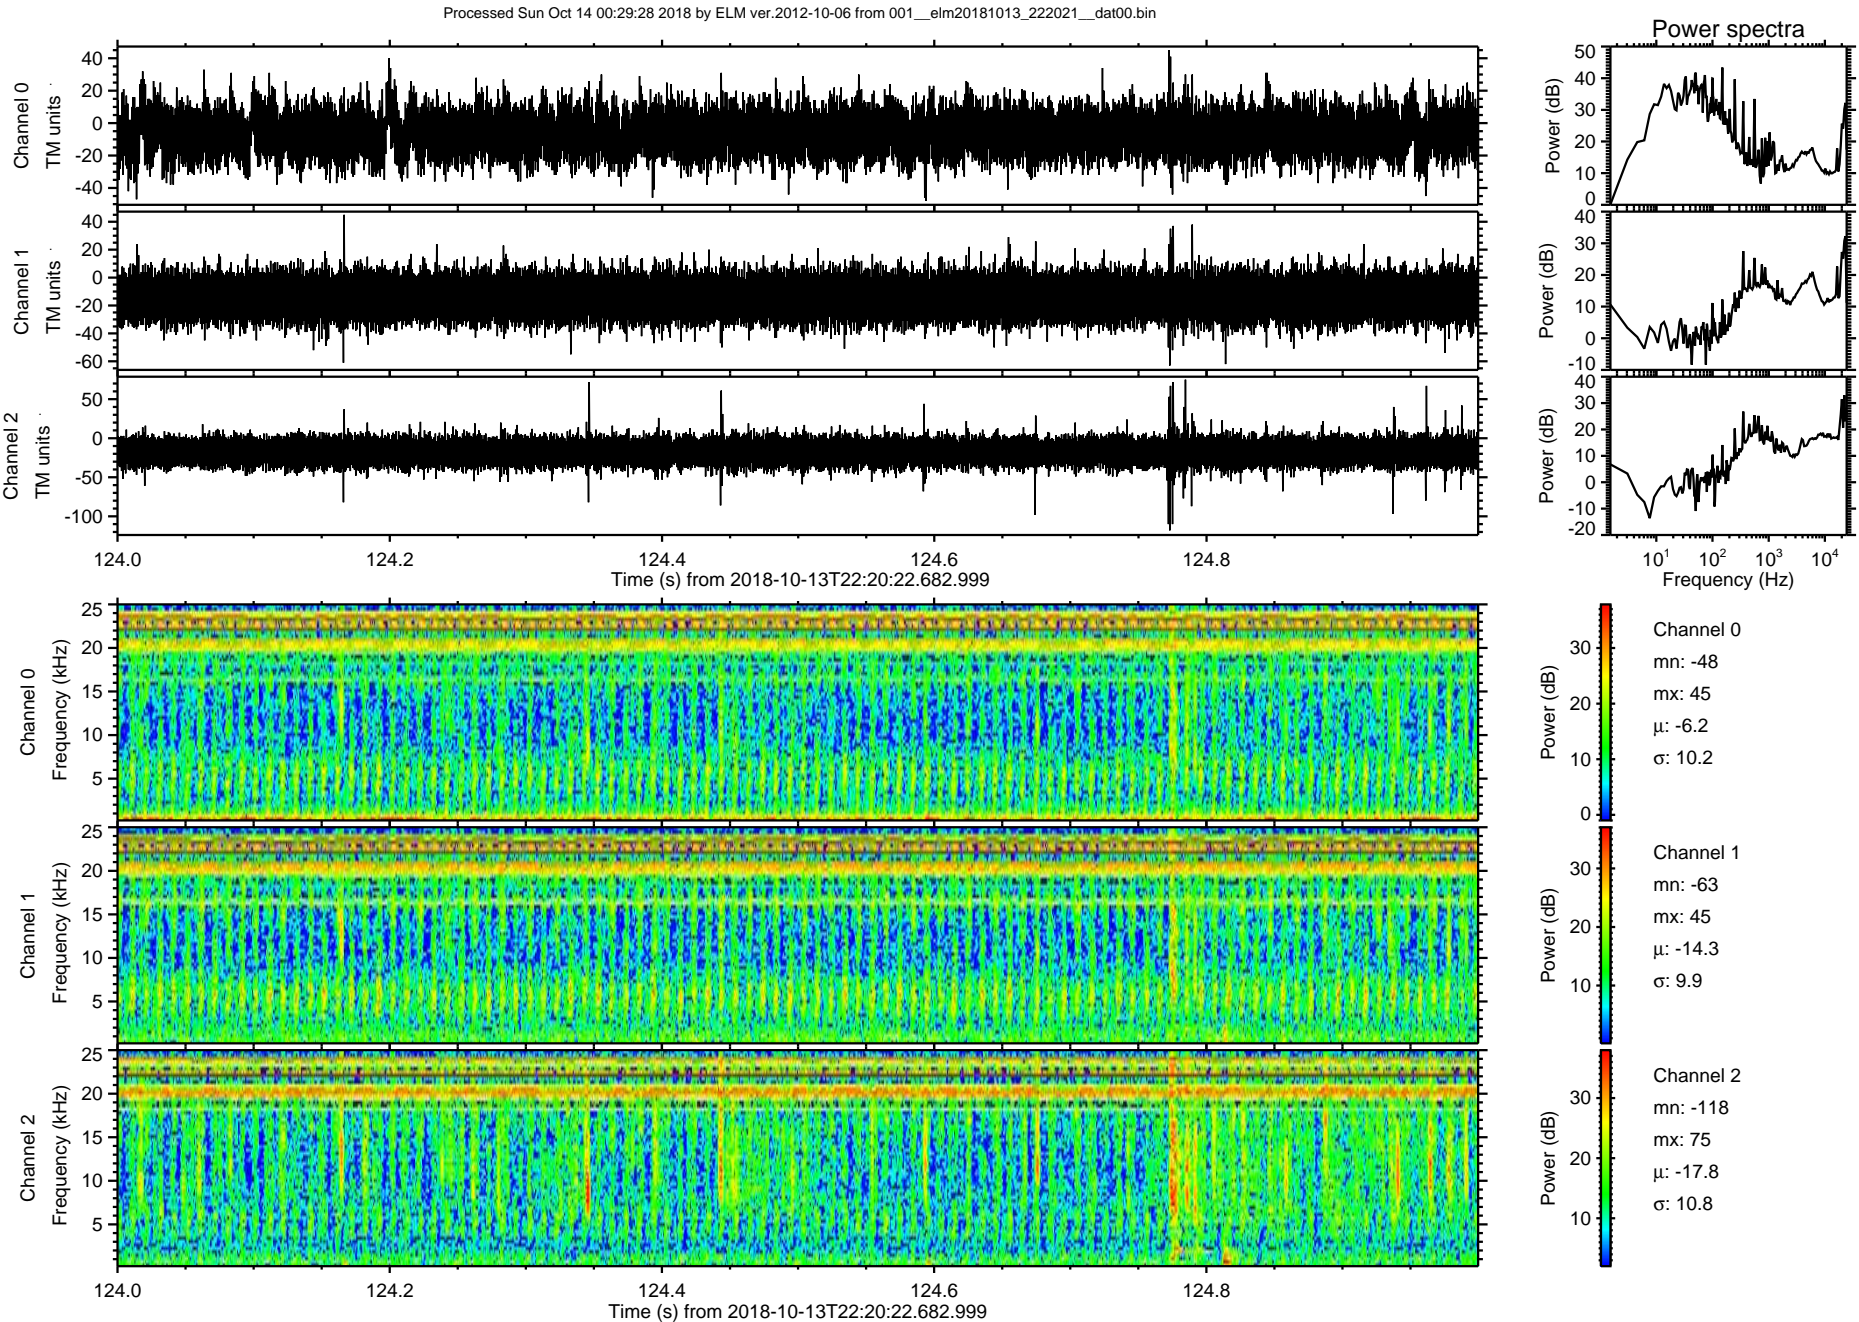 Processed Sun Oct 14 00:29:28 2018 by ELM ver.2012-10-06 from 001__elm20181013_222021__dat00.bin
Power spectra
Channel 0
TM units
40
20
0
-20
-40
Power (dB)
50
40
30
20
10
0
Channel 1
TM units
40
20
0
-20
-40
-60
Power (dB)
40
30
20
10
0
-10
Channel 2
TM units
50
0
-50
-100
Power (dB)
40
30
20
10
0
-10
-20
124.0 124.2 124.4 124.6 124.8
Time (s) from 2018-10-13T22:20:22.682.999
10¹ 10² 10³ 10⁴
Frequency (Hz)
Channel 0
Frequency (kHz)
25
20
15
10
5
Power (dB)
30
20
10
0
Channel 0
mn: -48
mx: 45
μ: -6.2
σ: 10.2
Channel 1
Frequency (kHz)
25
20
15
10
5
Power (dB)
30
20
10
Channel 1
mn: -63
mx: 45
μ: -14.3
σ: 9.9
Channel 2
Frequency (kHz)
25
20
15
10
5
Power (dB)
30
20
10
Channel 2
mn: -118
mx: 75
μ: -17.8
σ: 10.8
124.0 124.2 124.4 124.6 124.8
Time (s) from 2018-10-13T22:20:22.682.999